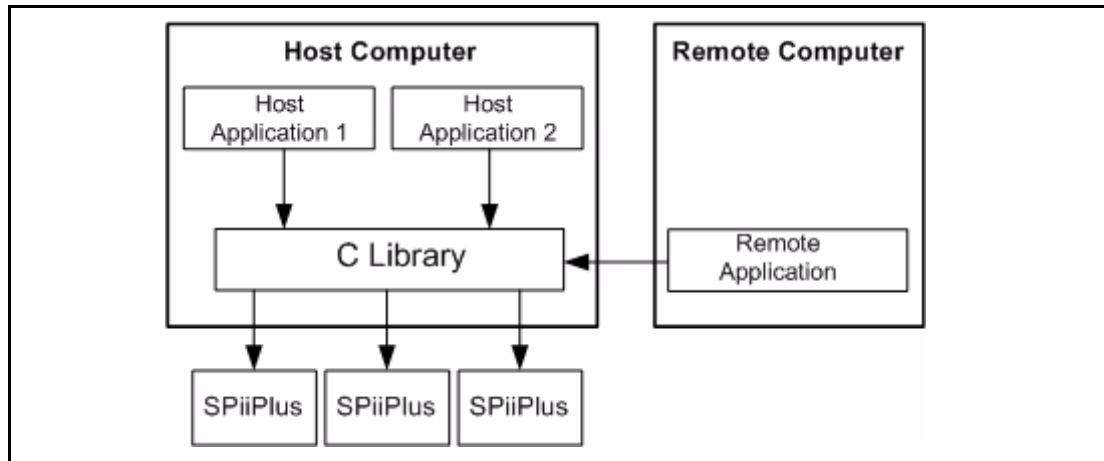 Host Computer
Remote Computer
Host
Application 1
Host
Application 2
C Library
Remote
Application
SPiiPlus
SPiiPlus
SPiiPlus